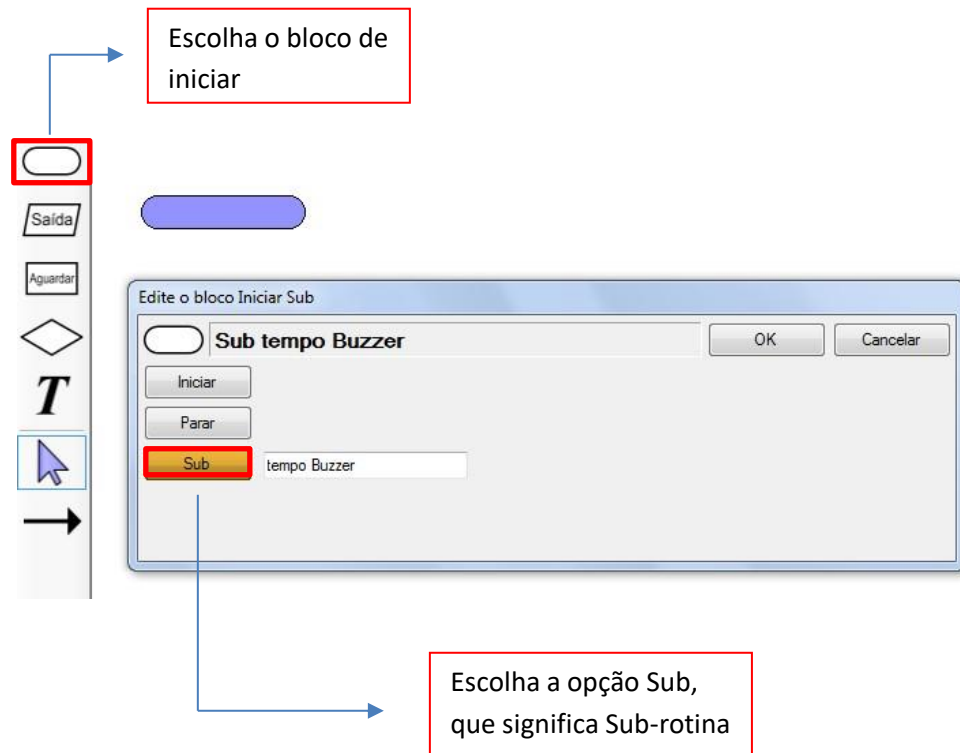 Escolha o bloco de
iniciar
Saída
Aguardar
T
Edite o bloco Iniciar Sub
Sub tempo Buzzer
OK
Cancelar
Iniciar
Parar
Sub
tempo Buzzer
Escolha a opção Sub,
que significa Sub-rotina